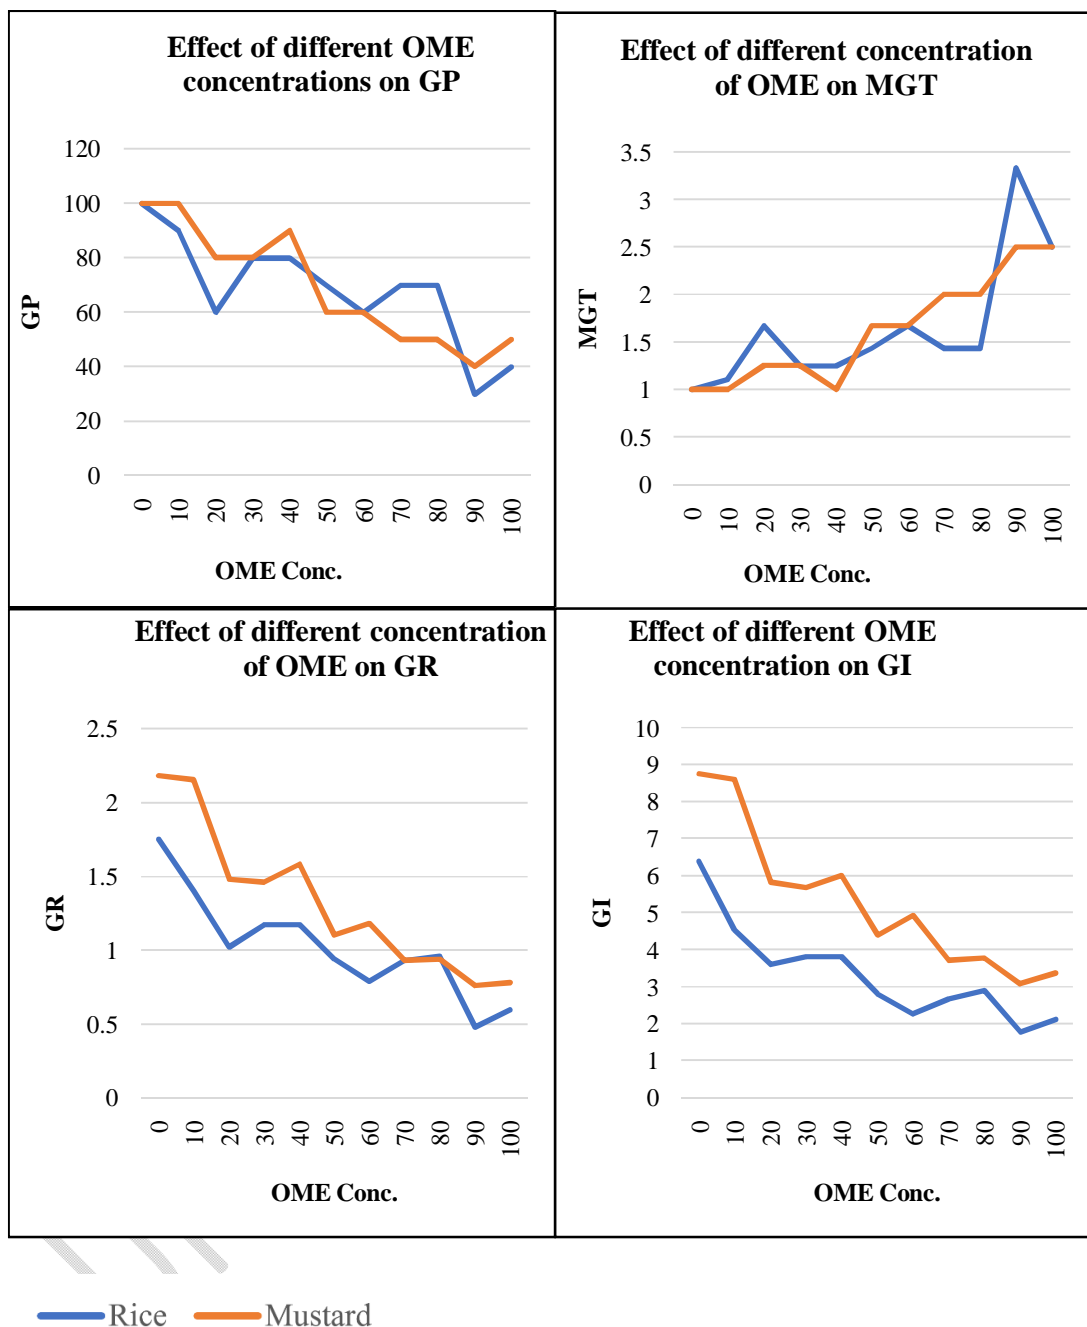 Effect of different OME
concentrations on GP
120
100
80
60
40
20
0
GP
0 10 20 30 40 50 60 70 80 90 100
OME Conc.
Effect of different concentration
of OME on MGT
3.5
3
2.5
2
1.5
1
0.5
0
MGT
0 10 20 30 40 50 60 70 80 90 100
OME Conc.
Effect of different concentration
of OME on GR
2.5
2
1.5
1
0.5
0
GR
0 10 20 30 40 50 60 70 80 90 100
OME Conc.
Effect of different OME
concentration on GI
10
9
8
7
6
5
4
3
2
1
0
GI
0 10 20 30 40 50 60 70 80 90 100
OME Conc.
Rice Mustard